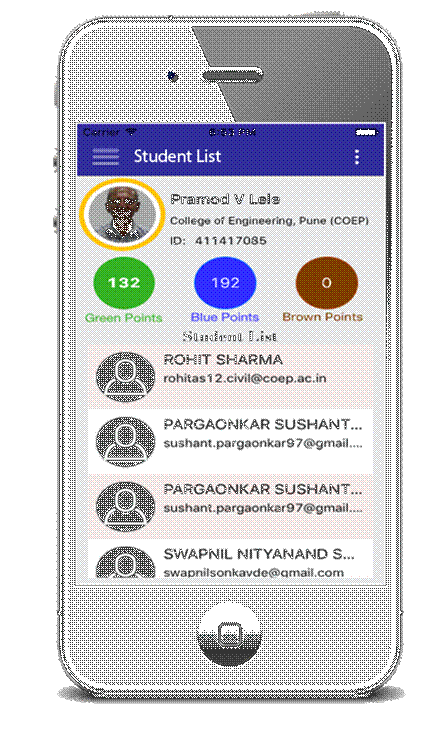 Carrier
Student List
Pramod V Lele
College of Engineering, Pune (COEP)
ID: 411417085
132
192
0
Green Points
Blue Points
Brown Points
Student List
ROHIT SHARMA
rohitas12.civil@coep.ac.in
PARGAONKAR SUSHANT...
sushant.pargaonkar97@gmail....
PARGAONKAR SUSHANT...
sushant.pargaonkar97@gmail....
SWAPNIL NITYANAND S...
swapnilsonkavde@gmail.com